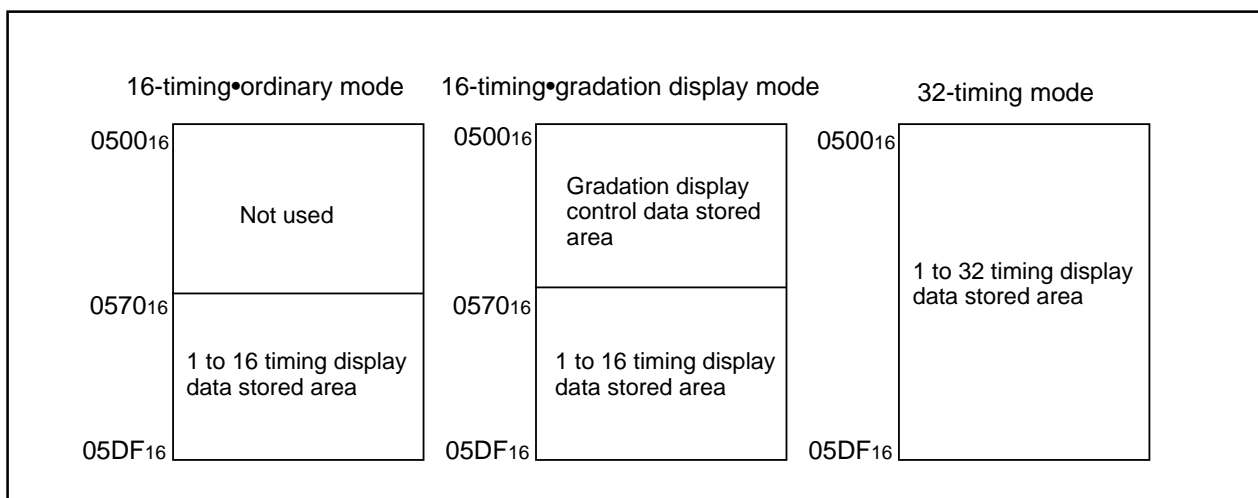 16-timing•ordinary mode
050016
Not used
057016
1 to 16 timing display
data stored area
05DF16
16-timing•gradation display mode
050016
Gradation display
control data stored
area
057016
1 to 16 timing display
data stored area
05DF16
32-timing mode
050016
1 to 32 timing display
data stored area
05DF16